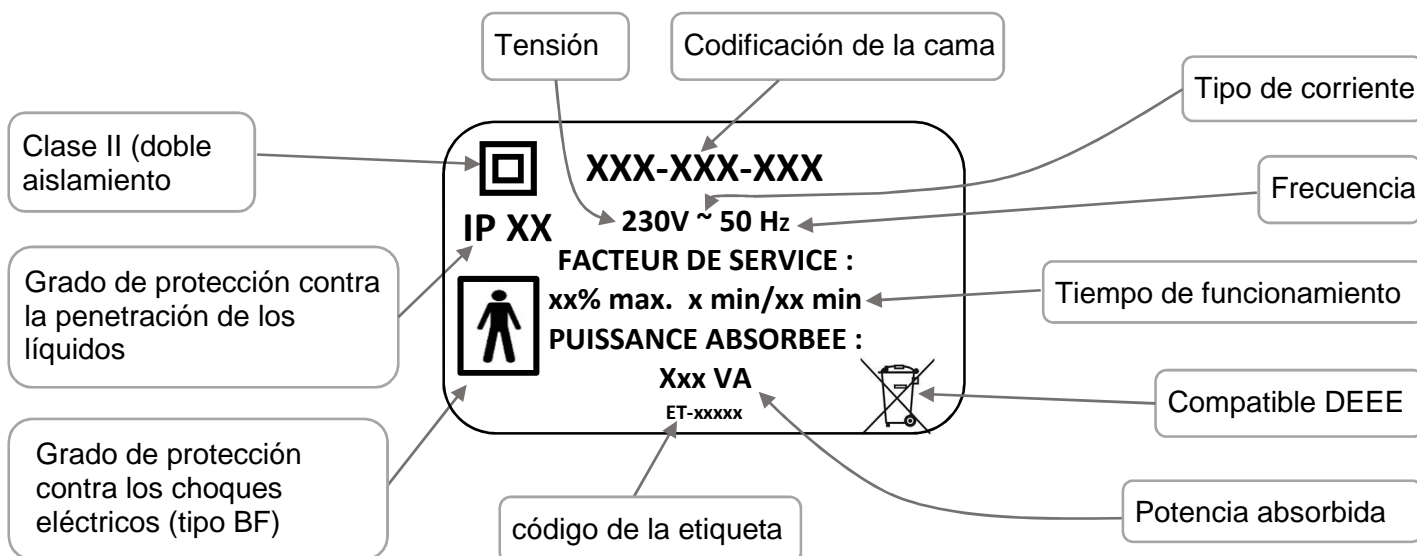 Tensión
Codificación de la cama
Tipo de corriente
Clase II (doble
aislamiento
XXX-XXX-XXX
Frecuencia
230V ~ 50 Hz
IP XX
FACTEUR DE SERVICE :
Grado de protección contra
la penetración de los
líquidos
xx% max. x min/xx min
Tiempo de funcionamiento
PUISSANCE ABSORBEE :
Xxx VA
Compatible DEEE
ET-xxxxx
Grado de protección
contra los choques
eléctricos (tipo BF)
código de la etiqueta
Potencia absorbida